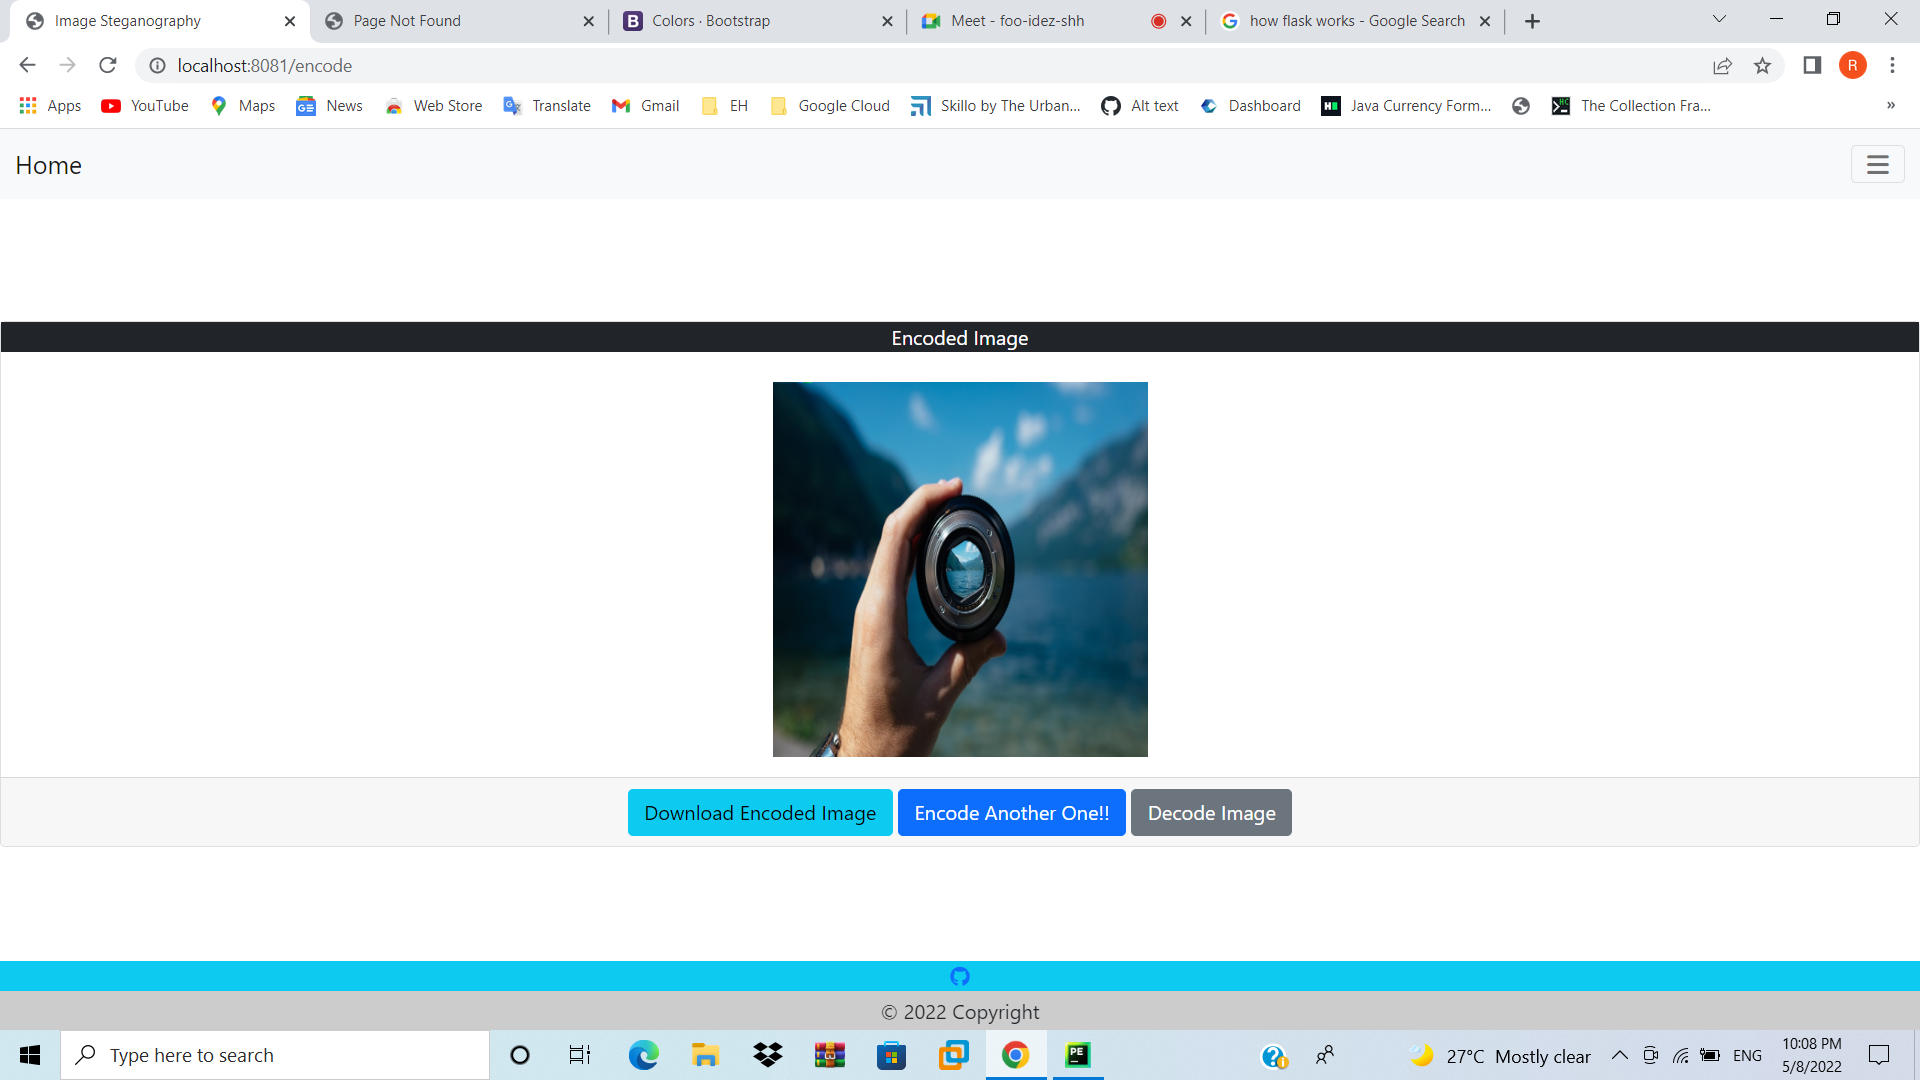 Image Steganography
Page Not Found
Colors · Bootstrap
Meet - foo-idez-shh
how flask works - Google Search
localhost:8081/encode
R
Apps
YouTube
Maps
News
Web Store
Translate
Gmail
EH
Google Cloud
Skillo by The Urban...
Alt text
Dashboard
Java Currency Form...
The Collection Fra...
»
Home
Encoded Image
Download Encoded Image
Encode Another One!!
Decode Image
© 2022 Copyright
Type here to search
27°C Mostly clear
ENG
10:08 PM
5/8/2022